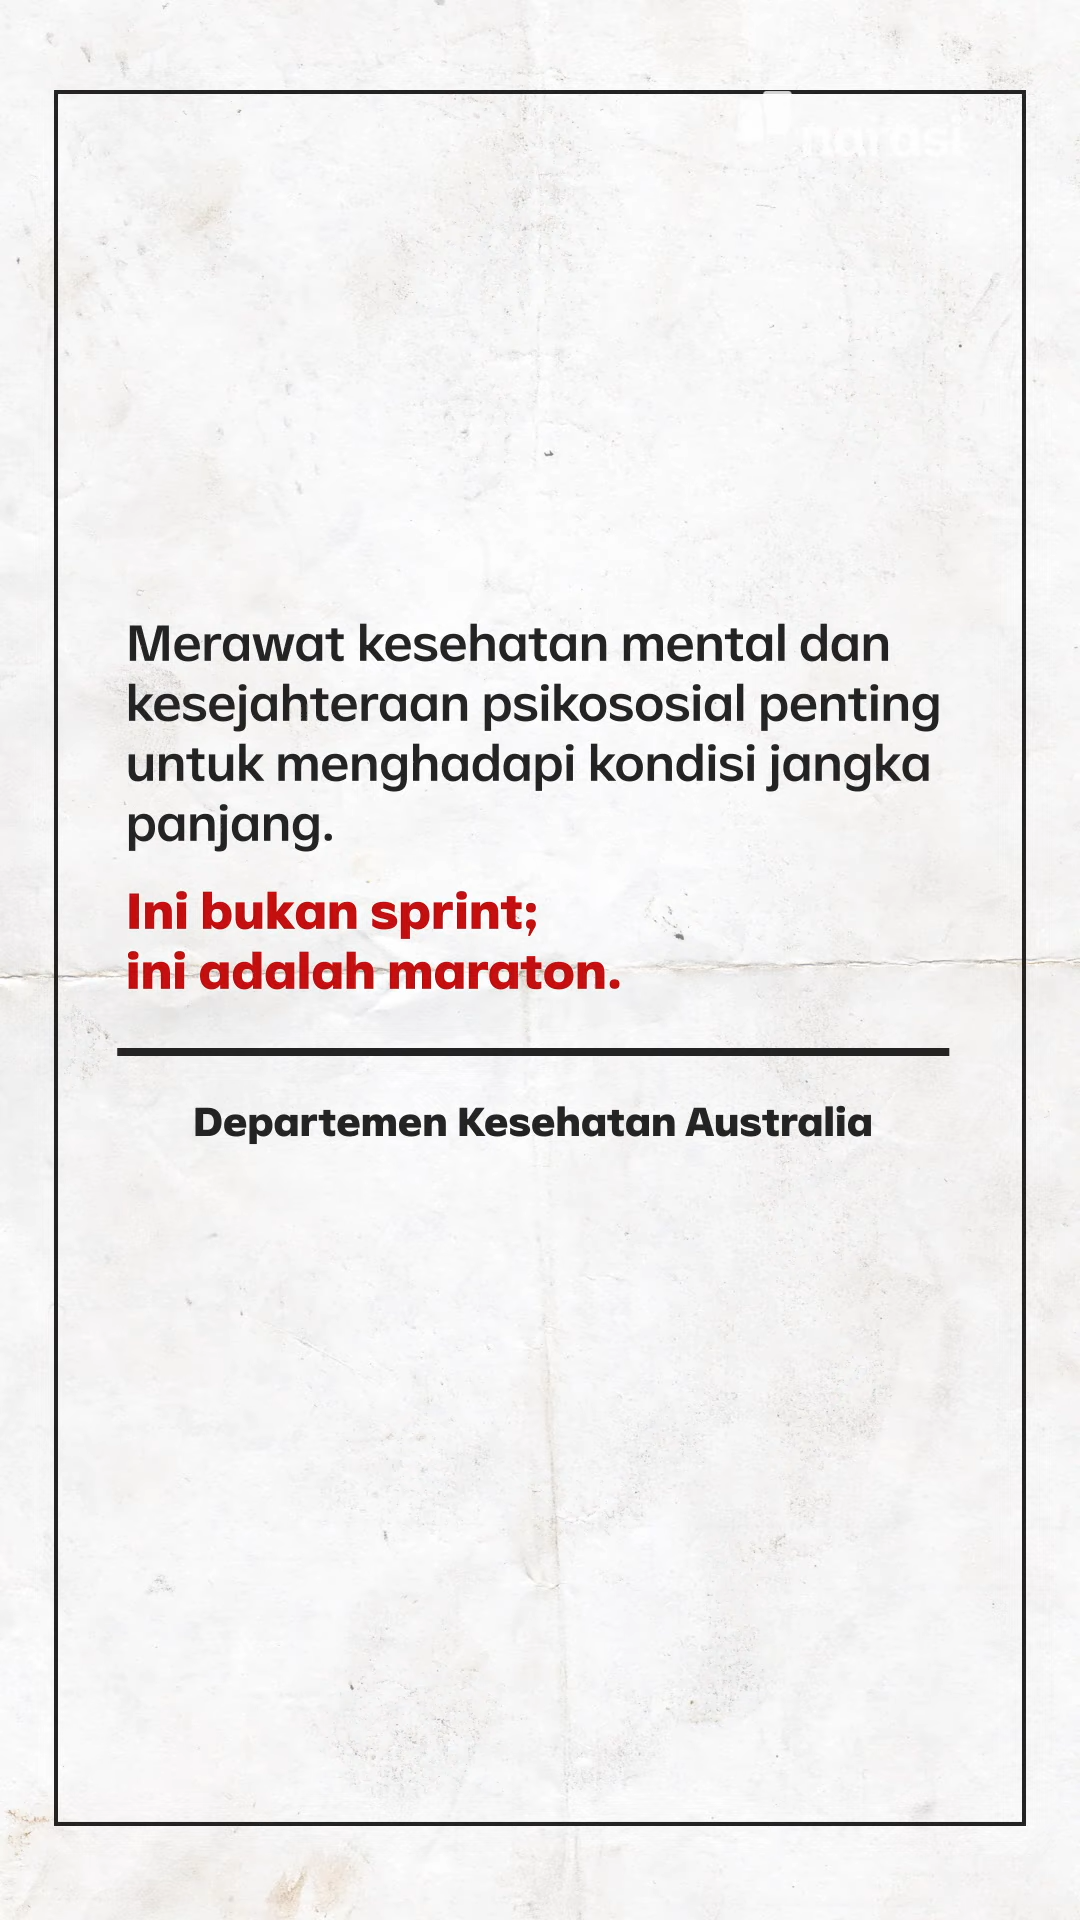 narasi
Merawat kesehatan mental dan
kesejahteraan psikososial penting
untuk menghadapi kondisi jangka
panjang.
Ini bukan sprint;
ini adalah maraton.
Departemen Kesehatan Australia